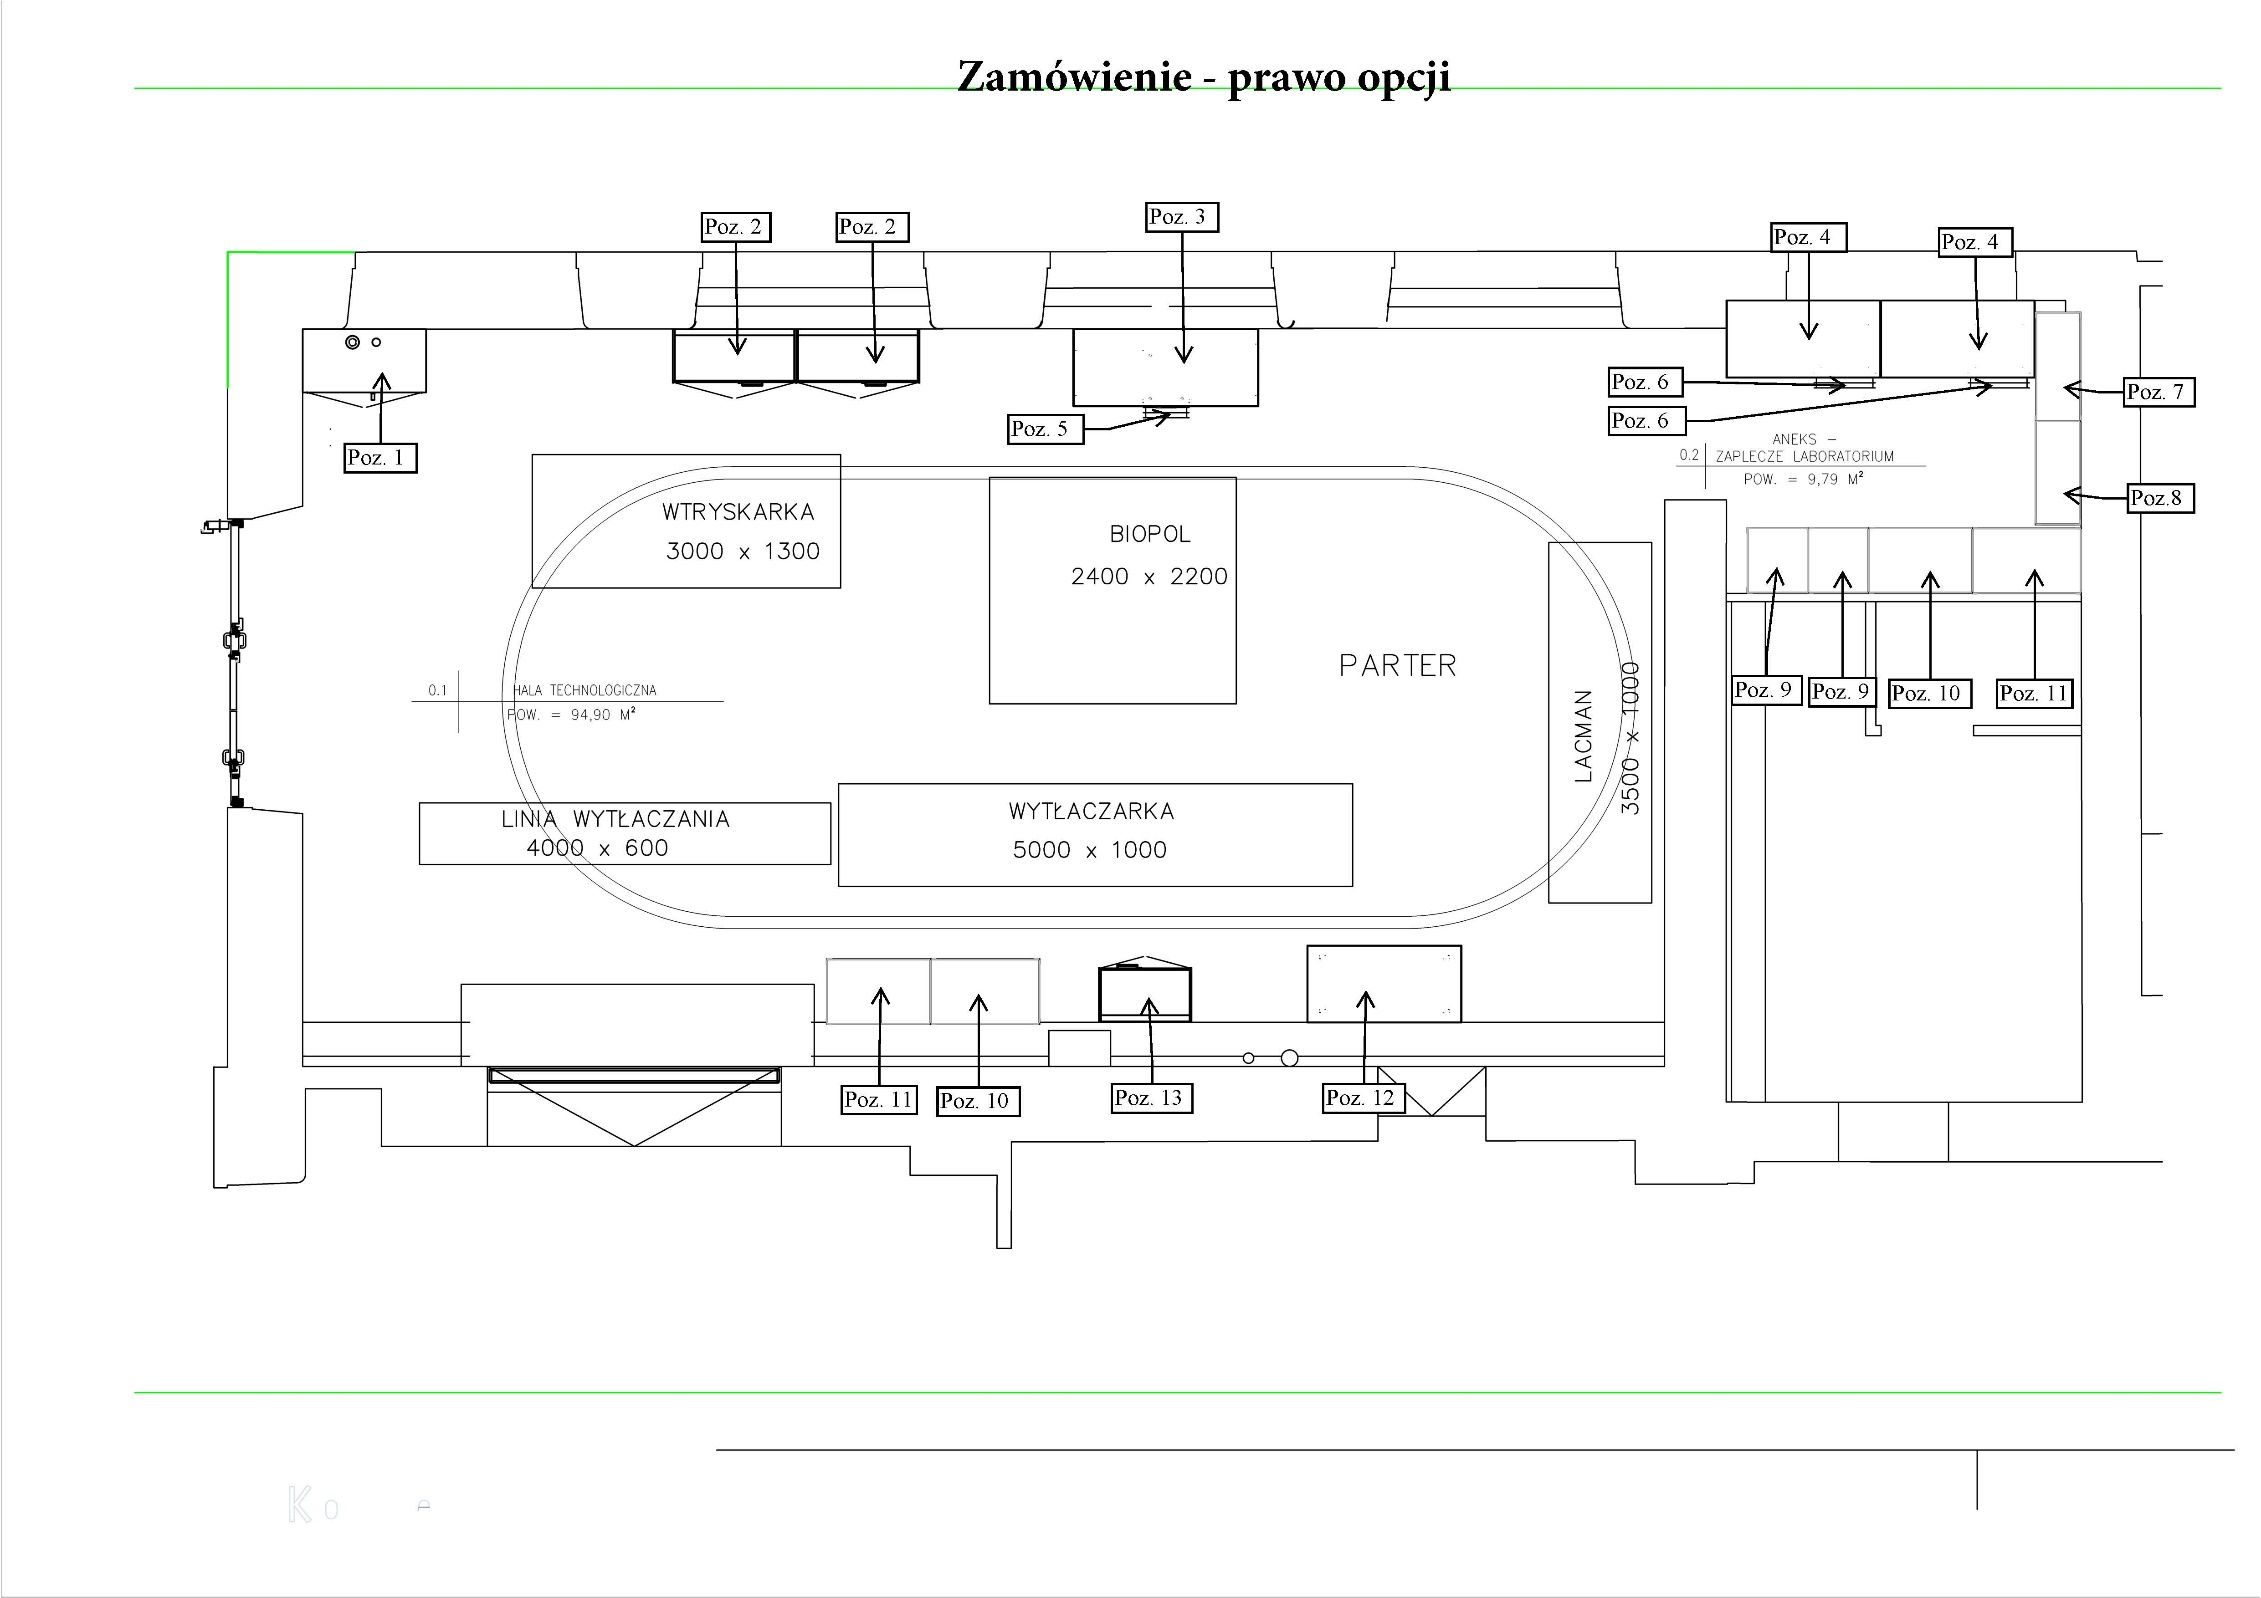 Zamówienie - prawo opcji
Poz. 2
Poz. 2
Poz. 3
Poz. 4
Poz. 4
Poz. 1
Poz. 5
Poz. 6
Poz. 6
Poz. 7
Poz.8
0.2
ANEKS –
ZAPLECZE LABORATORIUM
POW. = 9,79 M²
WTRYSKARKA
3000 x 1300
BIOPOL
2400 x 2200
PARTER
0.1
HALA TECHNOLOGICZNA
POW. = 94,90 M²
LACMAN
3500 x 1000
Poz. 9
Poz. 9
Poz. 10
Poz. 11
LINIA WYTŁACZANIA
4000 x 600
WYTŁACZARKA
5000 x 1000
Poz. 11
Poz. 10
Poz. 13
Poz. 12